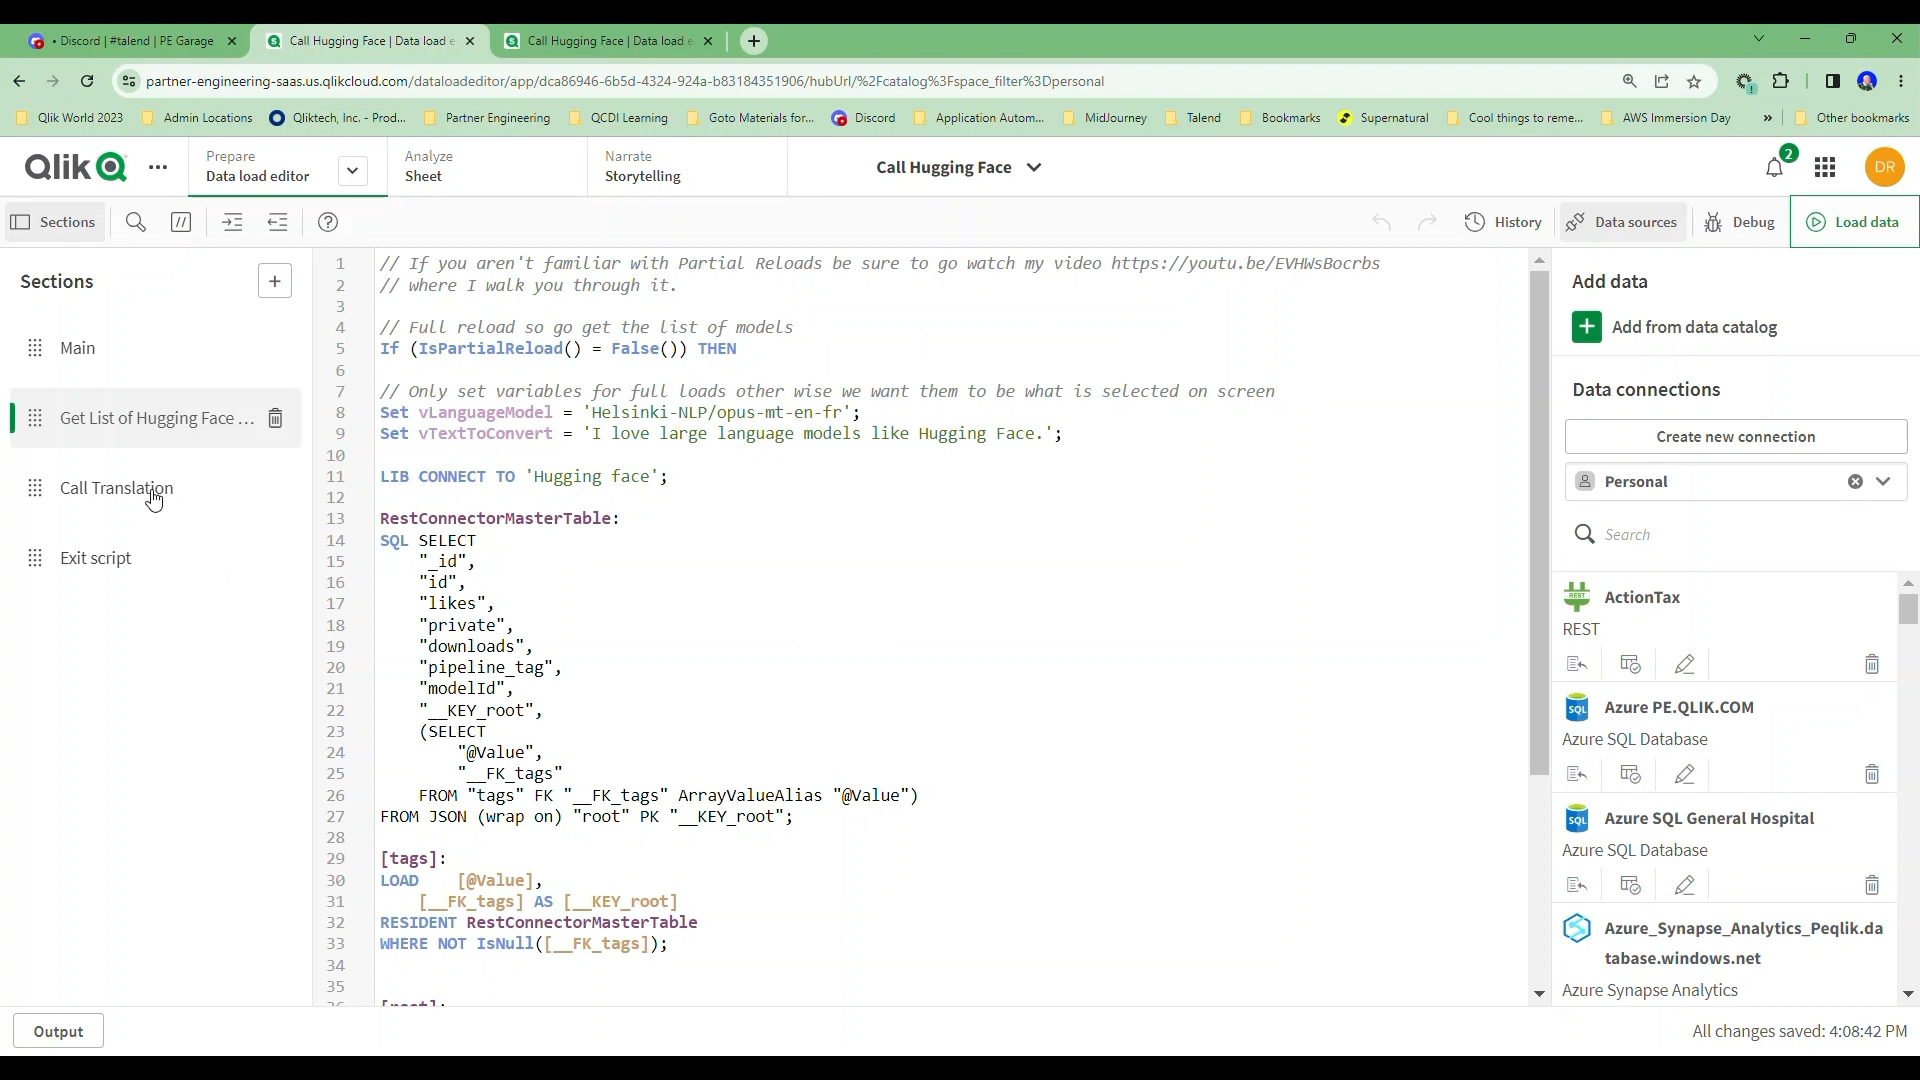 • Discord | #talend | PE Garage
Call Hugging Face | Data load e
Call Hugging Face | Data load e
partner-engineering-saas.us.qlikcloud.com/dataloadeditor/app/dca86946-6b5d-4324-924a-b83184351906/hubUrl/%2Fcatalog%3Fspace_filter%3Dpersonal
Qlik World 2023
Admin Locations
Qliktech, Inc. - Prod...
Partner Engineering
QCDI Learning
Goto Materials for...
Discord
Application Autom...
MidJourney
Talend
Bookmarks
Supernatural
Cool things to reme...
AWS Immersion Day
»
Other bookmarks
Qlik
Prepare
Data load editor
Analyze
Sheet
Narrate
Storytelling
Call Hugging Face
2
DR
Sections
History
Data sources
Debug
Load data
Sections
Main
Get List of Hugging Face ...
Call Translation
Exit script
1 // If you aren't familiar with Partial Reloads be sure to go watch my video https://youtu.be/EVHWsBocrbs
2 // where I walk you through it.
3
4 // Full reload so go get the list of models
5 If (IsPartialReload() = False()) THEN
6
7 // Only set variables for full loads other wise we want them to be what is selected on screen
8 Set vLanguageModel = 'Helsinki-NLP/opus-mt-en-fr';
9 Set vTextToConvert = 'I love large language models like Hugging Face.';
10
11 LIB CONNECT TO 'Hugging face';
12
13 RestConnectorMasterTable:
14 SQL SELECT
15 "_id",
16 "id",
17 "likes",
18 "private",
19 "downloads",
20 "pipeline_tag",
21 "modelId",
22 "__KEY_root",
23 (SELECT
24 "@Value",
25 "__FK_tags"
26 FROM "tags" FK "__FK_tags" ArrayValueAlias "@Value")
27 FROM JSON (wrap on) "root" PK "__KEY_root";
28
29 [tags]:
30 LOAD [@Value],
31 [__FK_tags] AS [__KEY_root]
32 RESIDENT RestConnectorMasterTable
33 WHERE NOT IsNull([__FK_tags]);
34
35
36 [root]:
Add data
Add from data catalog
Data connections
Create new connection
Personal
Search
REST
ActionTax
REST
SQL
Azure PE.QLIK.COM
Azure SQL Database
SQL
Azure SQL General Hospital
Azure SQL Database
Azure_Synapse_Analytics_Peqlik.da
tabase.windows.net
Azure Synapse Analytics
Output
All changes saved: 4:08:42 PM